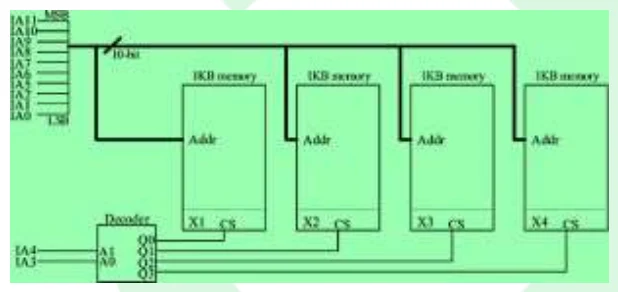 MSB
IA11
IA10
IA9
IA8
IA7
IA6
IA5
IA2
IA1
IA0
LSB
10-bit
1KB memory 1KB memory 1KB memory 1KB memory
Addr Addr Addr Addr
X1 CS X2 CS X3 CS X4 CS
Decoder
IA4 A1 Q0
IA3 A0 Q1
Q2
Q3